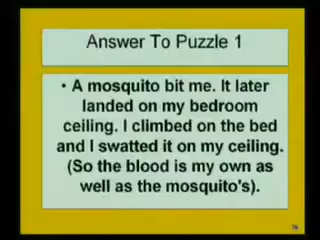 Answer To Puzzle 1
• A mosquito bit me. It later
landed on my bedroom
ceiling. I climbed on the bed
and I swatted it on my ceiling.
(So the blood is my own as
well as the mosquito's).